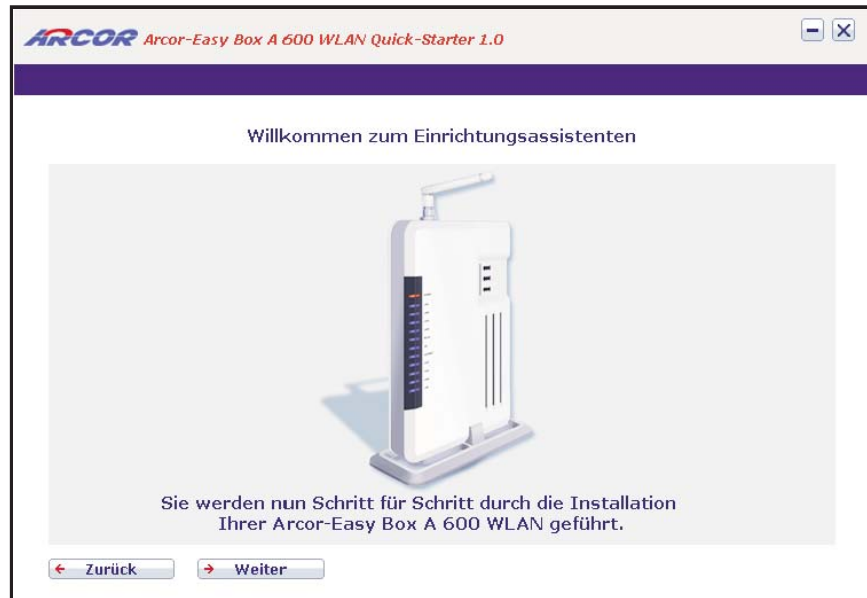 ARCOR Arcor-Easy Box A 600 WLAN Quick-Starter 1.0
Willkommen zum Einrichtungsassistenten
Sie werden nun Schritt für Schritt durch die Installation
Ihrer Arcor-Easy Box A 600 WLAN geführt.
Zurück
Weiter